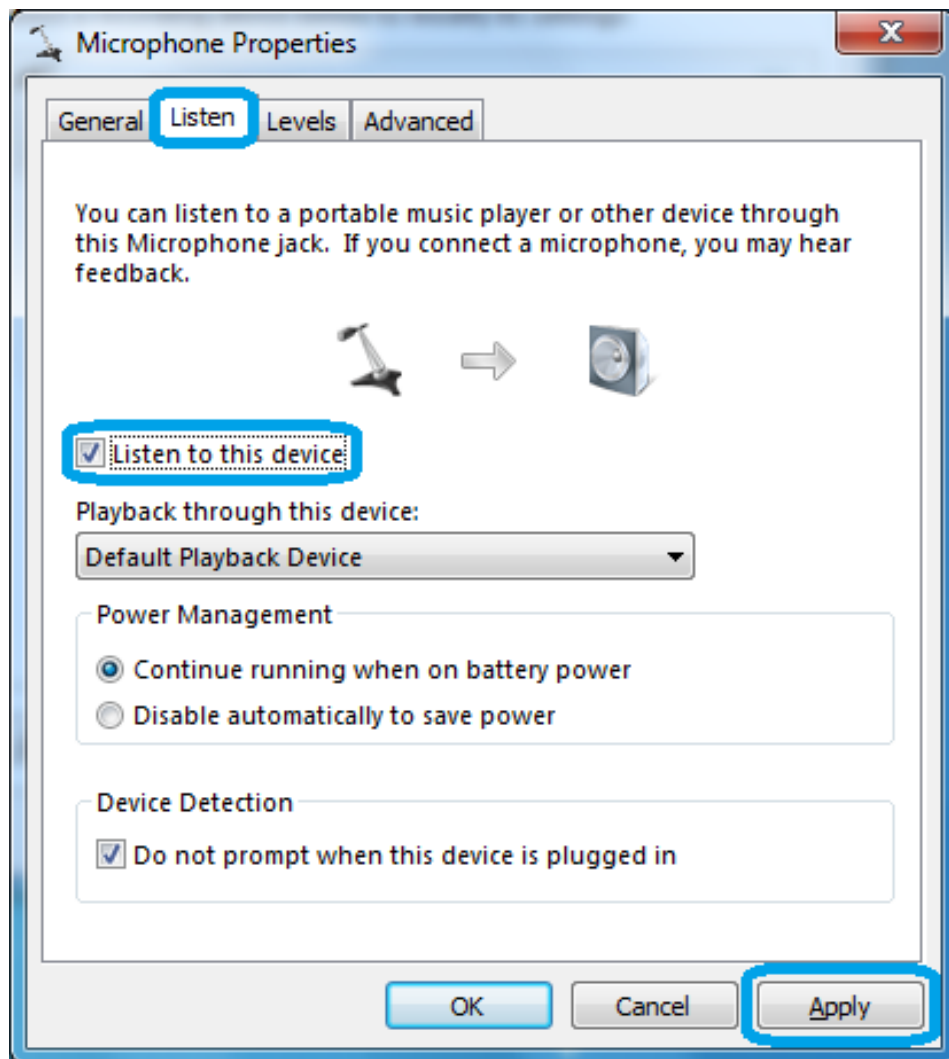 Microphone Properties
General Listen Levels Advanced
You can listen to a portable music player or other device through
this Microphone jack.  If you connect a microphone, you may hear
feedback.
Listen to this device
Playback through this device:
Default Playback Device
Power Management
Continue running when on battery power
Disable automatically to save power
Device Detection
Do not prompt when this device is plugged in
OK Cancel Apply